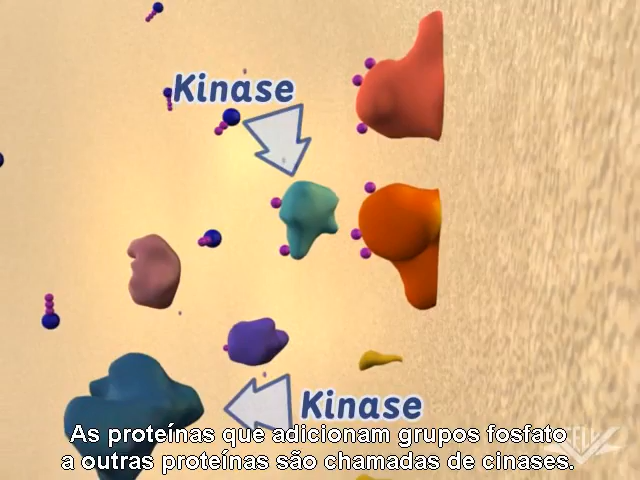 Kinase
Kinase
As proteínas que adicionam grupos fosfato
a outras proteínas são chamadas de cinases.